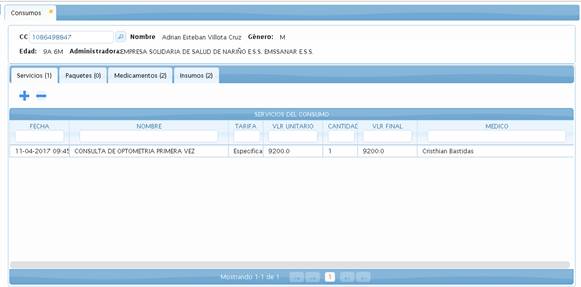 Consumos
CC 1086498847 Nombre Adrian Esteban Villota Cruz Género: M
Edad: 9A 6M Administradora: EMPRESA SOLIDARIA DE SALUD DE NARIÑO E.S.S. EMSSANAR E.S.S.
Servicios (1) Paquetes (0) Medicamentos (2) Insumos (2)
SERVICIOS DEL CONSUMO
FECHA NOMBRE TARIFA VLR UNITARIO CANTIDAD VLR FINAL MEDICO
11-04-2017 09:45 CONSULTA DE OPTOMETRIA PRIMERA VEZ Especifica 9200.0 1 9200.0 Cristhian Bastidas
Mostrando 1-1 de 1 1